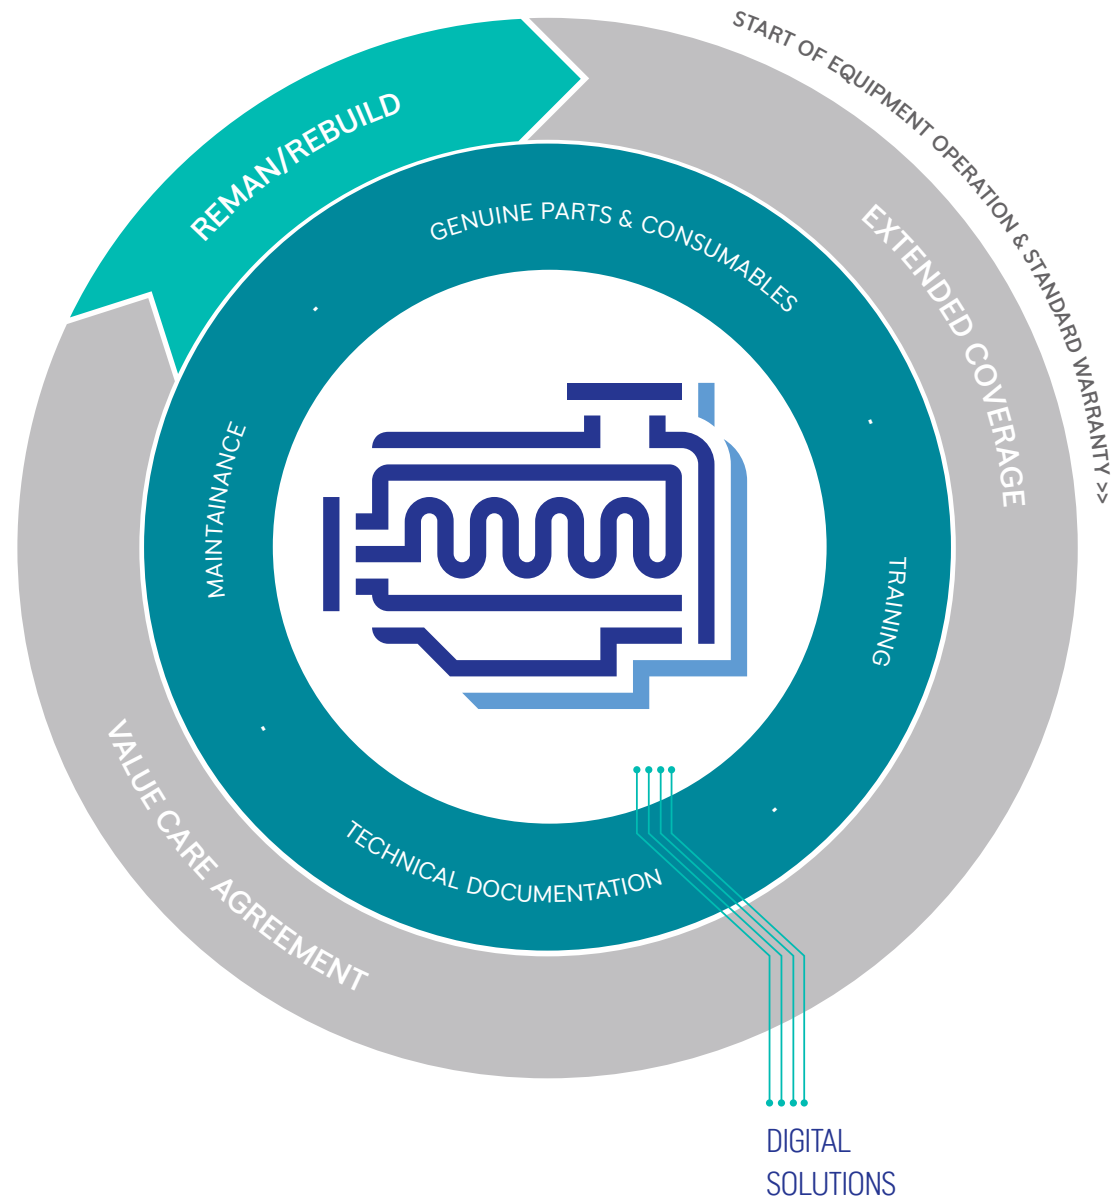 START OF EQUIPMENT OPERATION & STANDARD WARRANTY >>
REMAN/REBUILD
EXTENDED COVERAGE
VALUE CARE AGREEMENT
GENUINE PARTS & CONSUMABLES
TRAINING
TECHNICAL DOCUMENTATION
MAINTAINANCE
DIGITAL
SOLUTIONS